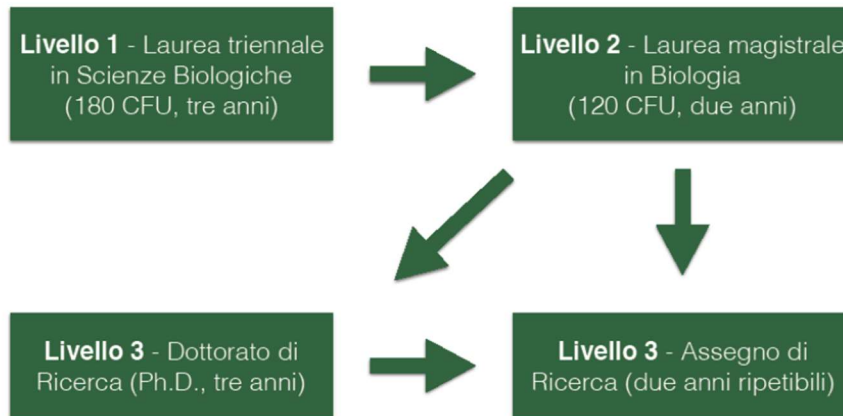 Livello 1 - Laurea triennale
in Scienze Biologiche
(180 CFU, tre anni)
Livello 2 - Laurea magistrale
in Biologia
(120 CFU, due anni)
Livello 3 - Dottorato di
Ricerca (Ph.D., tre anni)
Livello 3 - Assegno di
Ricerca (due anni ripetibili)